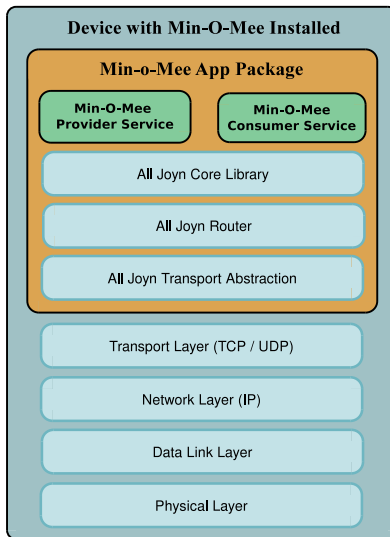 Device with Min-O-Mee Installed
Min-o-Mee App Package
Min-O-Mee
Provider Service
Min-O-Mee
Consumer Service
All Joyn Core Library
All Joyn Router
All Joyn Transport Abstraction
Transport Layer (TCP / UDP)
Network Layer (IP)
Data Link Layer
Physical Layer